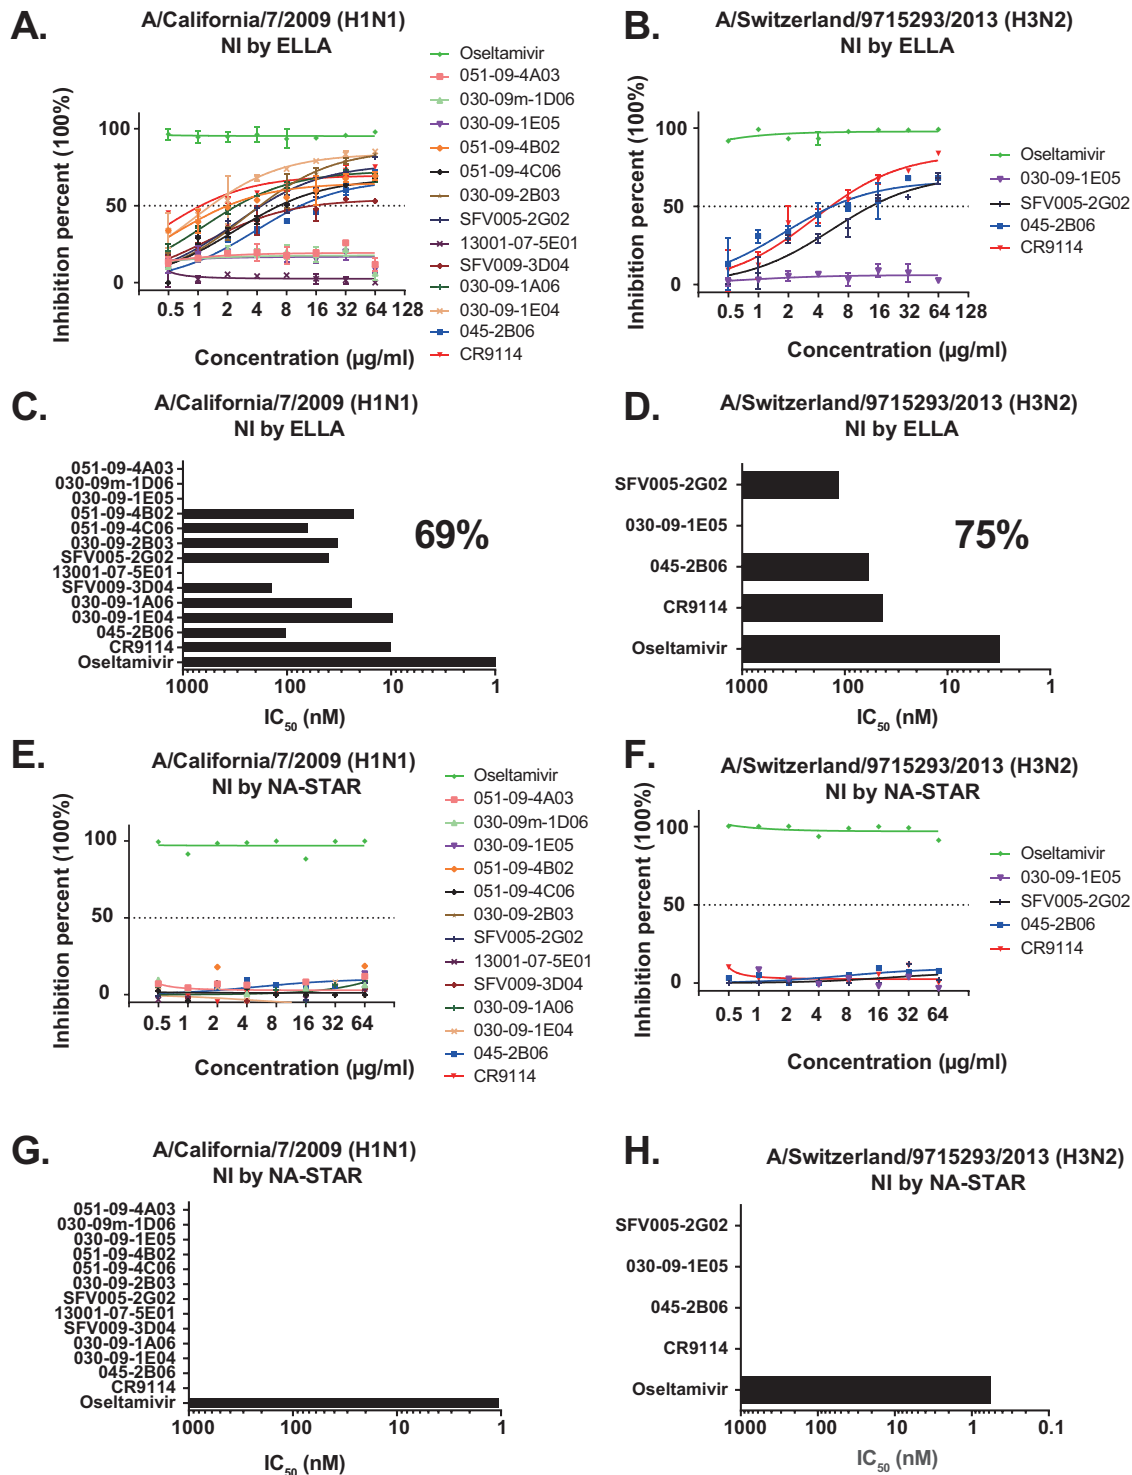 A.
A/California/7/2009 (H1N1)
NI by ELLA
Inhibition percent (100%)
100
50
0
0.5 1 2 4 8 16 32 64 128
Concentration (µg/ml)
Oseltamivir
051-09-4A03
030-09m-1D06
030-09-1E05
051-09-4B02
051-09-4C06
030-09-2B03
SFV005-2G02
13001-07-5E01
SFV009-3D04
030-09-1A06
030-09-1E04
045-2B06
CR9114
B.
A/Switzerland/9715293/2013 (H3N2)
NI by ELLA
Inhibition percent (100%)
100
50
0
0.5 1 2 4 8 16 32 64 128
Concentration (µg/ml)
Oseltamivir
030-09-1E05
SFV005-2G02
045-2B06
CR9114
C.
A/California/7/2009 (H1N1)
NI by ELLA
051-09-4A03
030-09m-1D06
030-09-1E05
051-09-4B02
051-09-4C06
030-09-2B03
SFV005-2G02
13001-07-5E01
SFV009-3D04
030-09-1A06
030-09-1E04
045-2B06
CR9114
Oseltamivir
69%
1000 100 10 1
IC50 (nM)
D.
A/Switzerland/9715293/2013 (H3N2)
NI by ELLA
SFV005-2G02
030-09-1E05
045-2B06
CR9114
Oseltamivir
75%
1000 100 10 1
IC50 (nM)
E.
A/California/7/2009 (H1N1)
NI by NA-STAR
Inhibition percent (100%)
100
50
0
0.5 1 2 4 8 16 32 64
Concentration (µg/ml)
Oseltamivir
051-09-4A03
030-09m-1D06
030-09-1E05
051-09-4B02
051-09-4C06
030-09-2B03
SFV005-2G02
13001-07-5E01
SFV009-3D04
030-09-1A06
030-09-1E04
045-2B06
CR9114
F.
A/Switzerland/9715293/2013 (H3N2)
NI by NA-STAR
Inhibition percent (100%)
100
50
0
0.5 1 2 4 8 16 32 64
Concentration (µg/ml)
Oseltamivir
030-09-1E05
SFV005-2G02
045-2B06
CR9114
G.
A/California/7/2009 (H1N1)
NI by NA-STAR
051-09-4A03
030-09m-1D06
030-09-1E05
051-09-4B02
051-09-4C06
030-09-2B03
SFV005-2G02
13001-07-5E01
SFV009-3D04
030-09-1A06
030-09-1E04
045-2B06
CR9114
Oseltamivir
1000 100 10 1
IC50 (nM)
H.
A/Switzerland/9715293/2013 (H3N2)
NI by NA-STAR
SFV005-2G02
030-09-1E05
045-2B06
CR9114
Oseltamivir
1000 100 10 1 0.1
IC50 (nM)